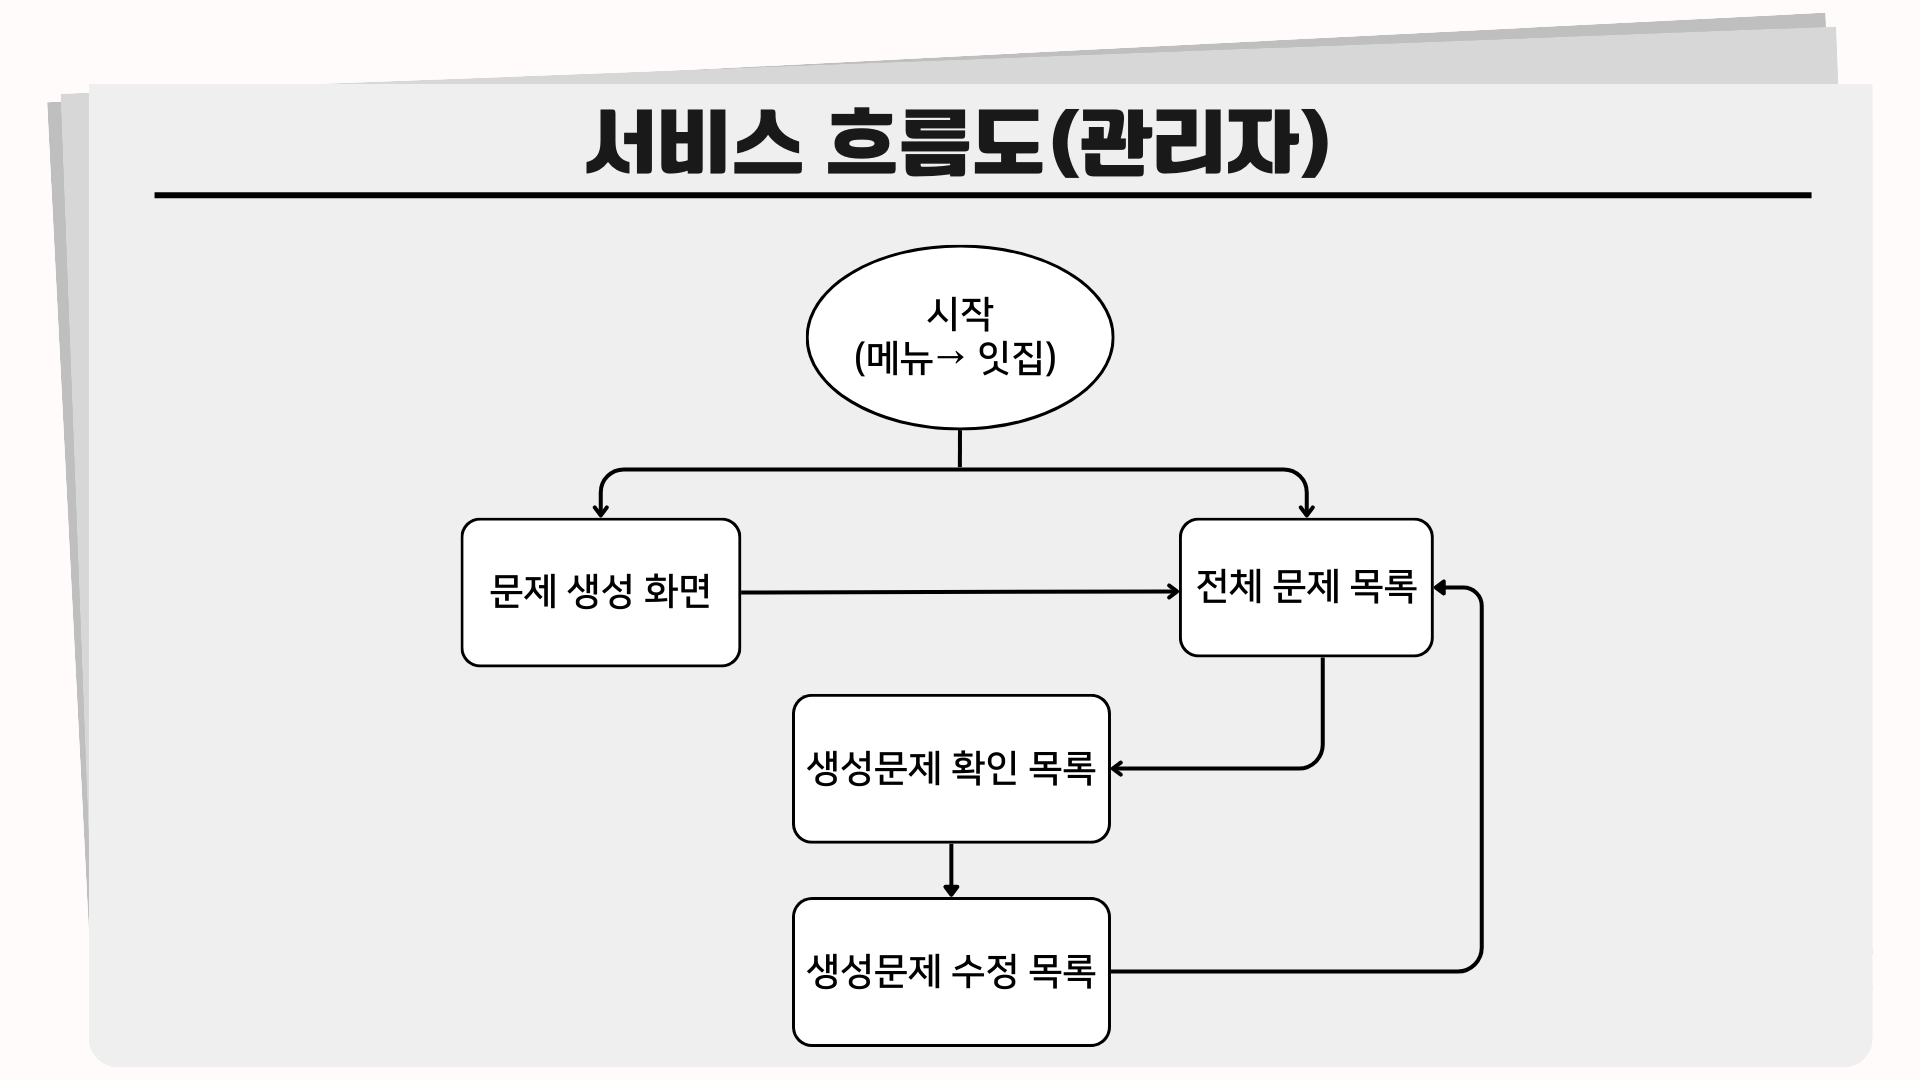 서비스 흐름도(관리자)
시작
(메뉴→ 잇집)
문제 생성 화면
전체 문제 목록
생성문제 확인 목록
생성문제 수정 목록